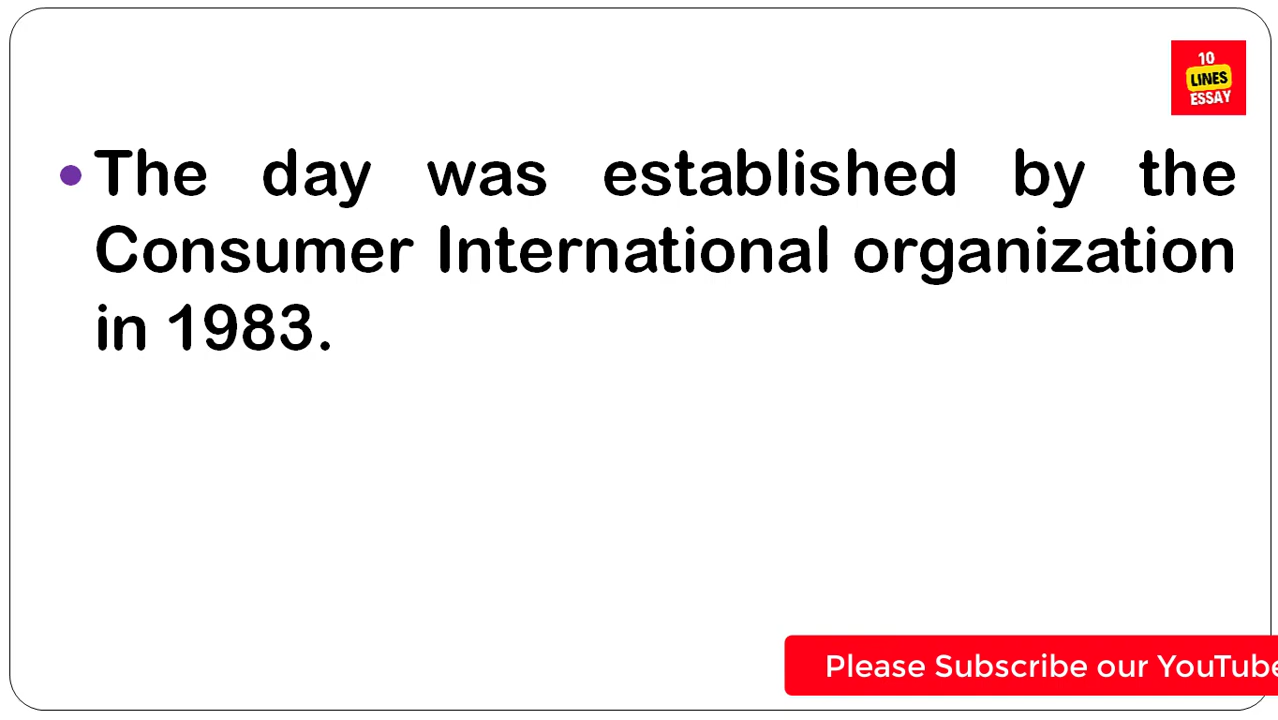 10
LINES
ESSAY
• The day was established by the
Consumer International organization
in 1983.
Please Subscribe our YouTube